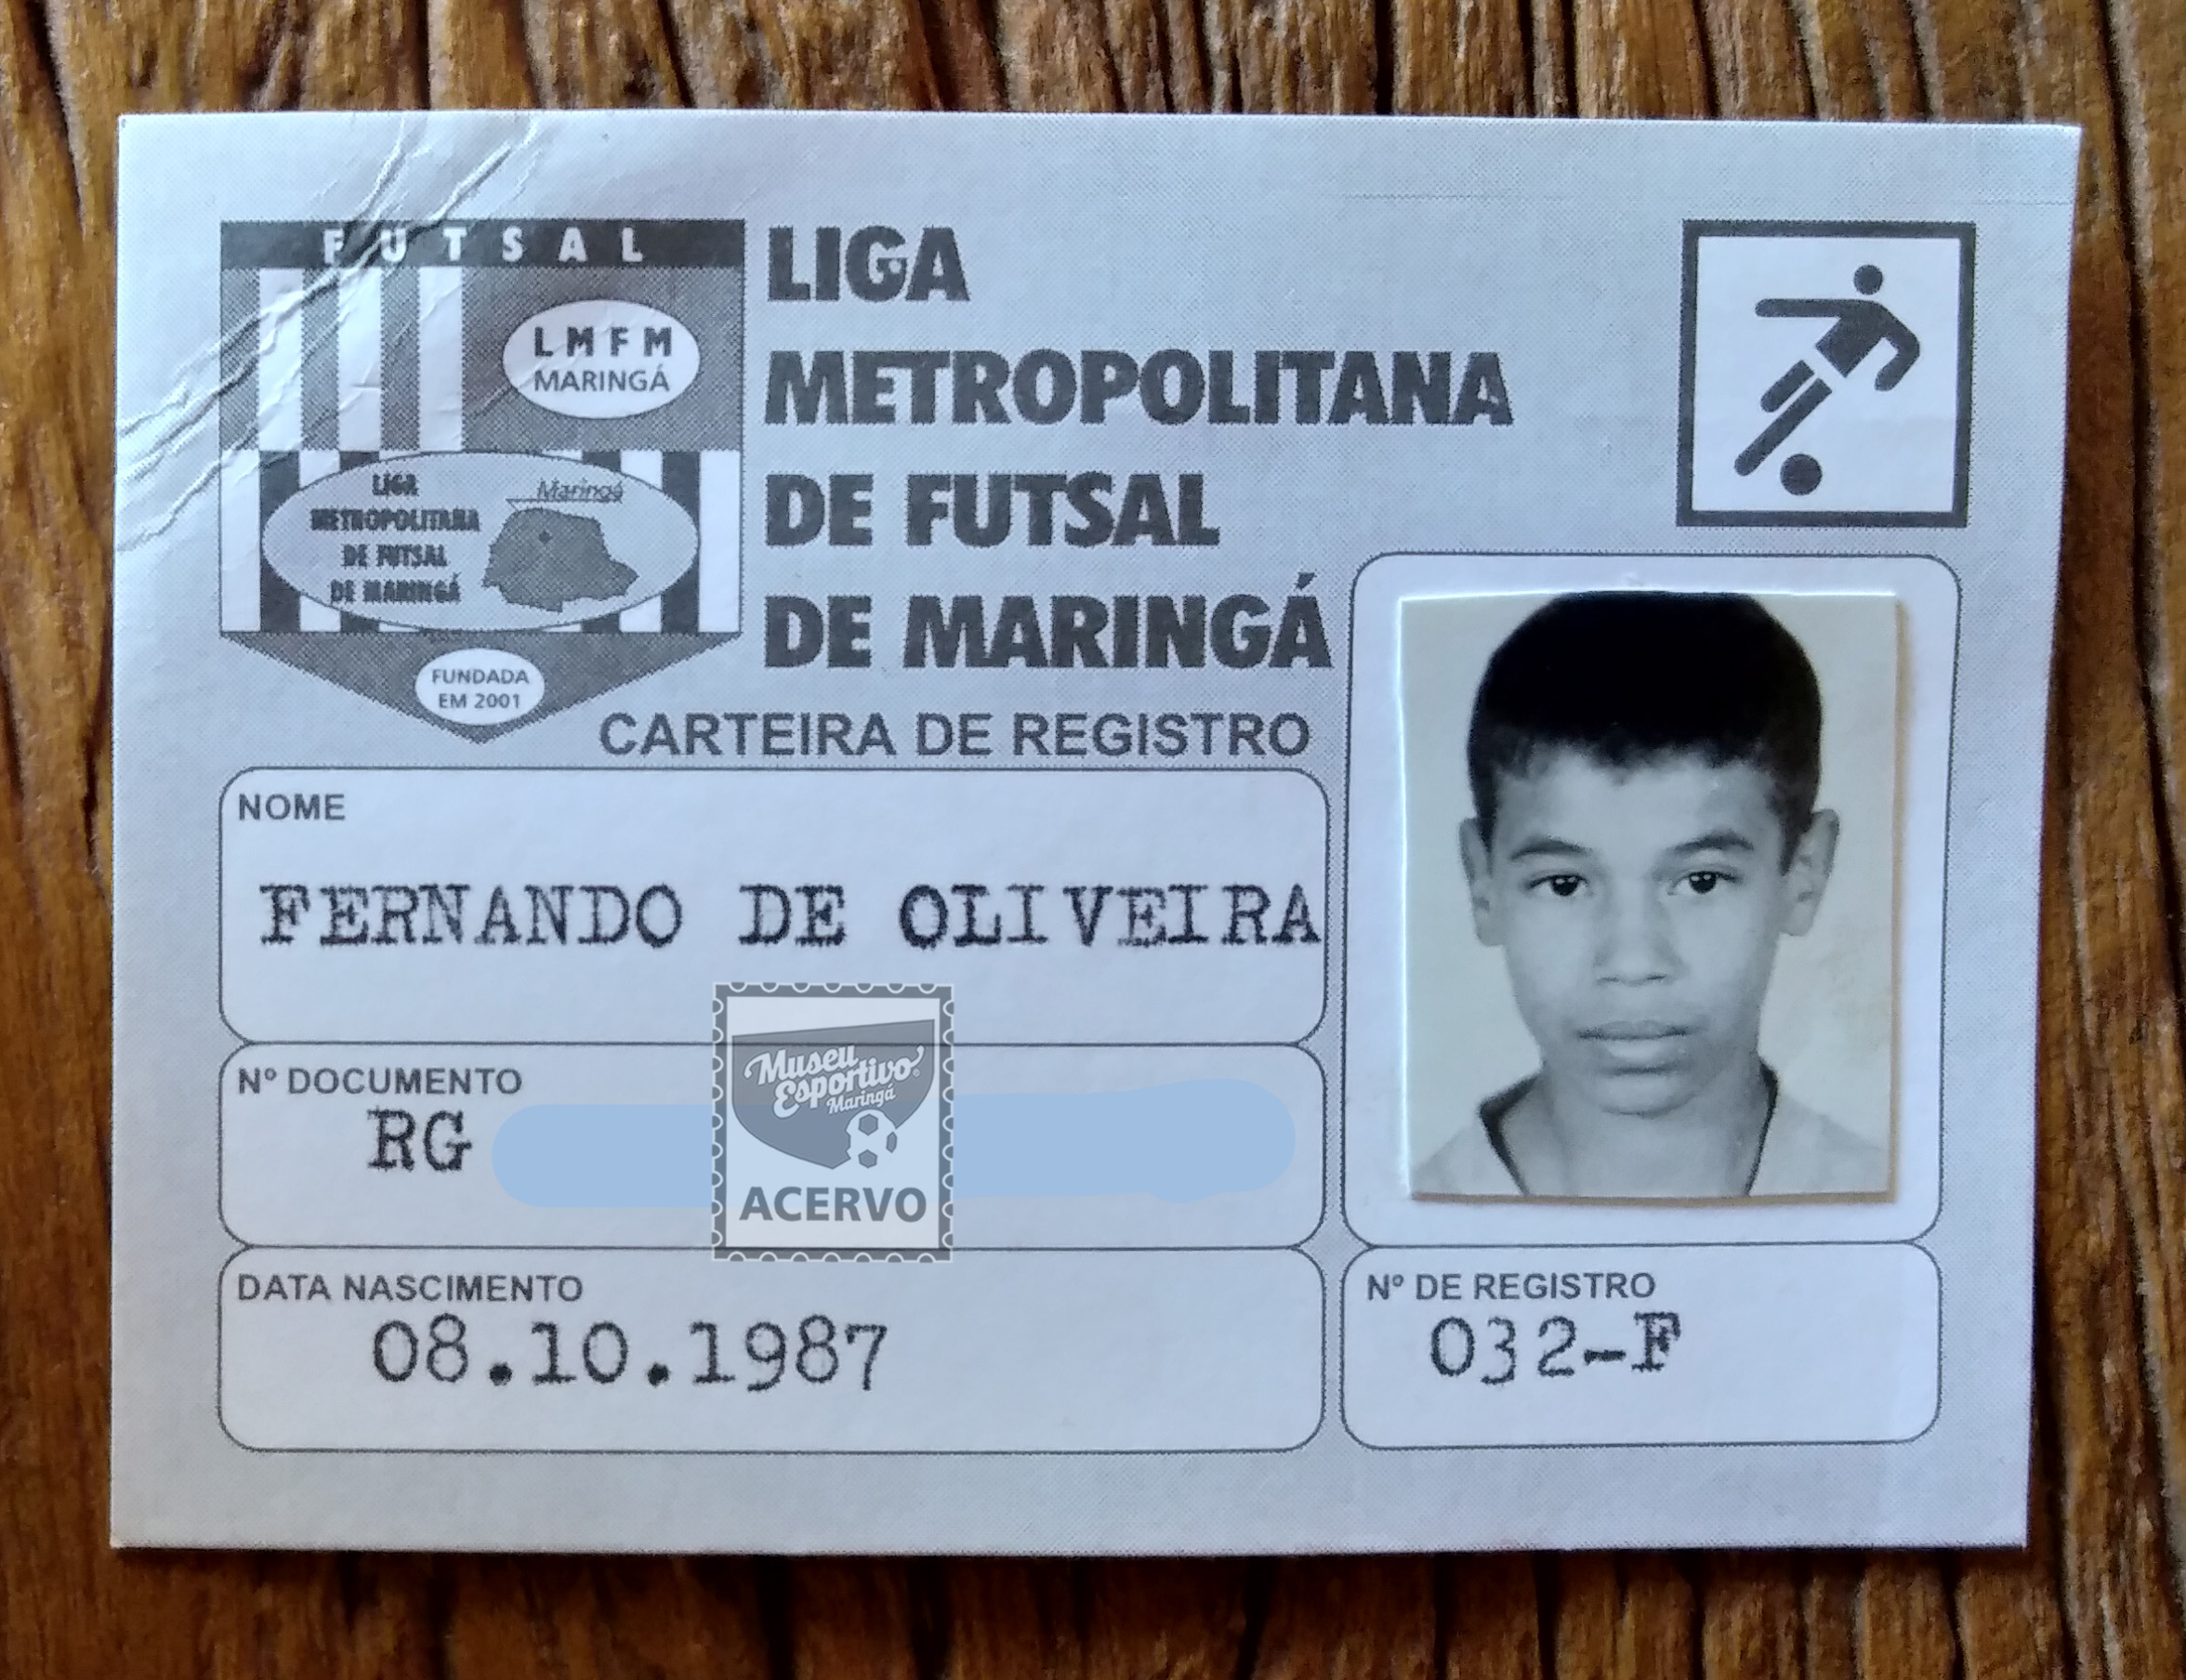 FUTSAL
LMFM
MARINGÁ
LIGA
METROPOLITANA
DE FUTSAL
DE MARINGÁ
Maringá
FUNDADA
EM 2001
LIGA
METROPOLITANA
DE FUTSAL
DE MARINGÁ
CARTEIRA DE REGISTRO
NOME
FERNANDO DE OLIVEIRA
Nº DOCUMENTO
RG
Museu
Esportivo
Maringá
ACERVO
DATA NASCIMENTO
08.10.1987
Nº DE REGISTRO
032-F